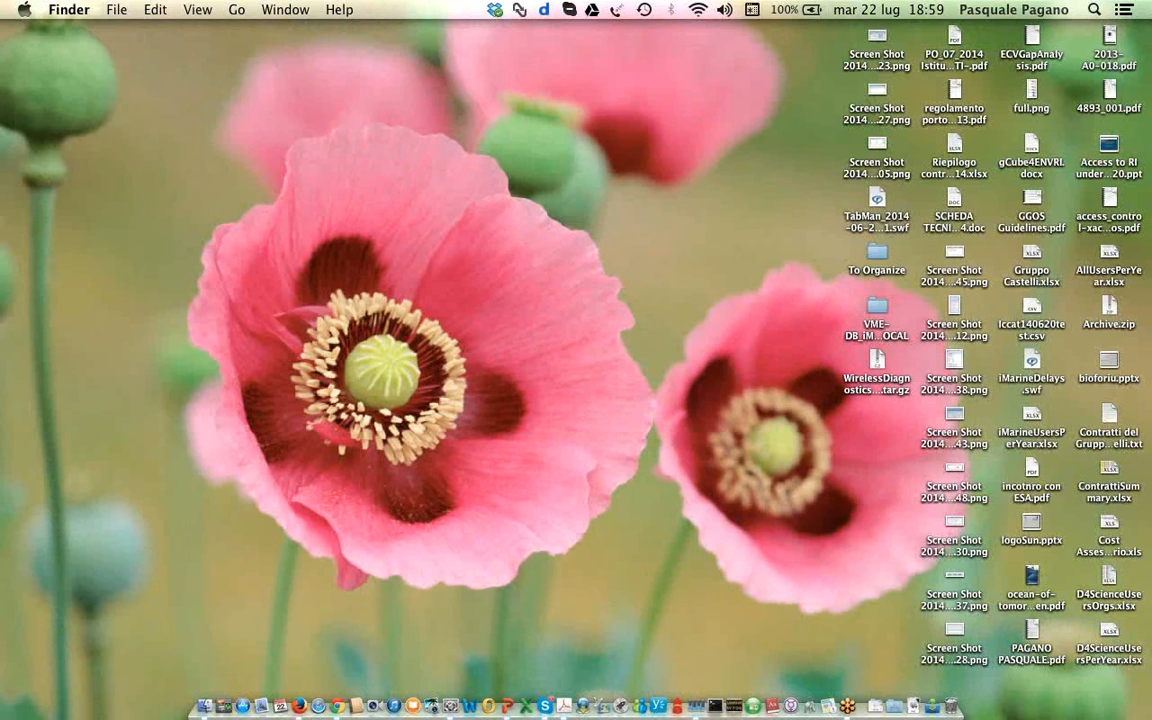 Finder File Edit View Go Window Help 100% mar 22 lug 18:59 Pasquale Pagano
Screen Shot
2014....23.png
PO_07_2014
Istitu...TI-.pdf
ECVGapAnaly
sis.pdf
2013-
A0-018.pdf
Screen Shot
2014....27.png
regolamento
porto...13.pdf
full.png
4893_001.pdf
Screen Shot
2014....05.png
Riepilogo
contr...14.xlsx
gCube4ENVRI.
docx
Access to RI
under...20.ppt
TabMan_2014
-06-2...1.swf
SCHEDA
TECNI...4.doc
GGOS
Guidelines.pdf
access_contro
l-xac...os.pdf
To Organize
Screen Shot
2014....45.png
Gruppo
Castelli.xlsx
AllUsersPerYe
ar.xlsx
VME-
DB_iM...OCAL
Screen Shot
2014....12.png
Iccat140620te
st.csv
Archive.zip
WirelessDiagn
ostics...tar.gz
Screen Shot
2014....38.png
iMarineDelays
.swf
bioforiu.pptx
Screen Shot
2014....43.png
iMarineUsersP
erYear.xlsx
Contratti del
Grupp...elli.txt
Screen Shot
2014....48.png
incotnro con
ESA.pdf
ContrattiSum
mary.xlsx
Screen Shot
2014....30.png
logoSun.pptx
Cost
Asses...rio.xls
Screen Shot
2014....37.png
ocean-of-
tomor...en.pdf
D4ScienceUse
rsOrgs.xlsx
Screen Shot
2014....28.png
PAGANO
PASQUALE.pdf
D4ScienceUse
rsPerYear.xlsx